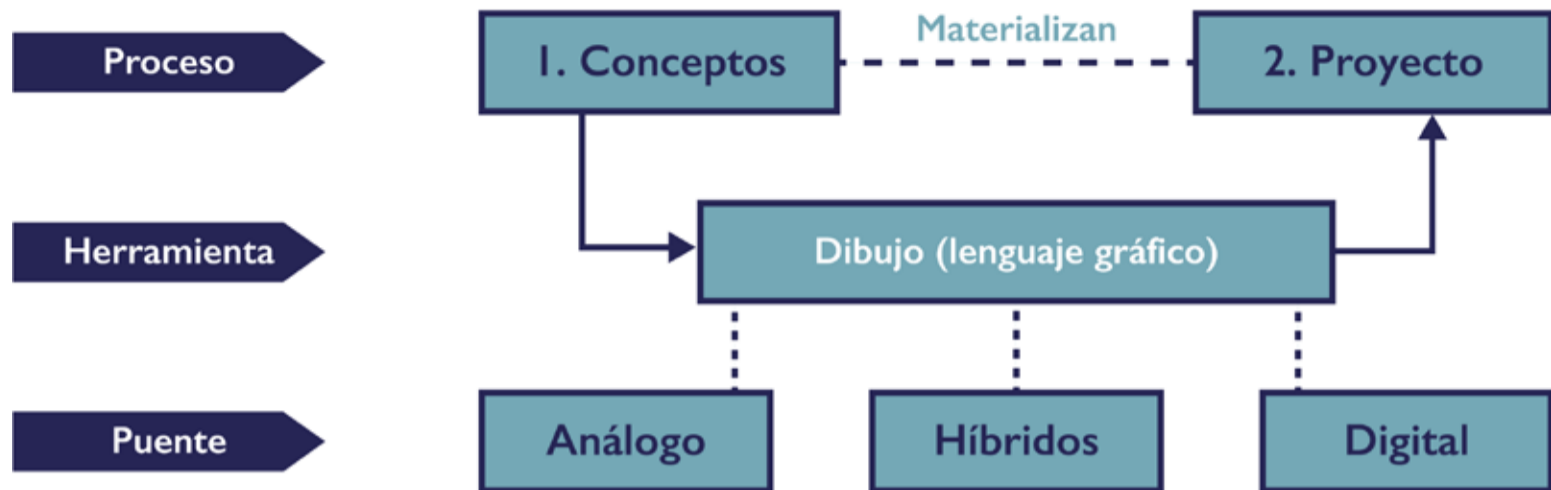 Materializan
Proceso
1. Conceptos
2. Proyecto
Herramienta
Dibujo (lenguaje gráfico)
Puente
Análogo
Híbridos
Digital